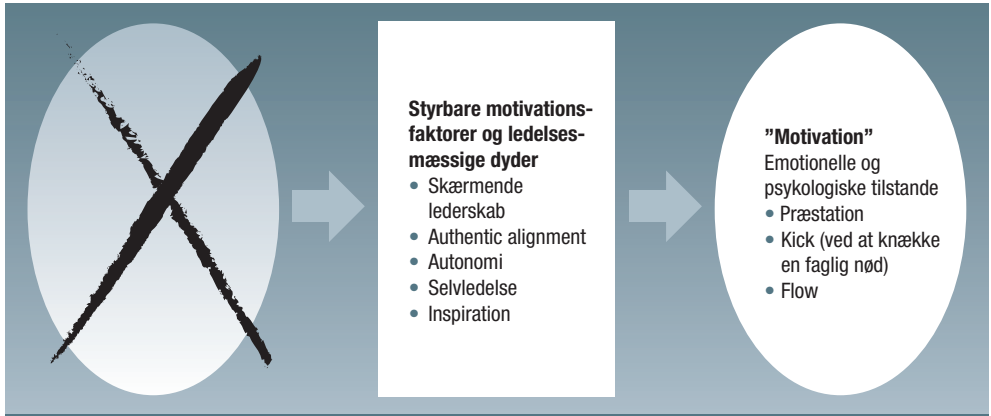 Styrbare motivations-
faktorer og ledelses-
mæssige dyder
• Skærmende
lederskab
• Authentic alignment
• Autonomi
• Selvledelse
• Inspiration
”Motivation”
Emotionelle og
psykologiske tilstande
• Præstation
• Kick (ved at knække
en faglig nød)
• Flow